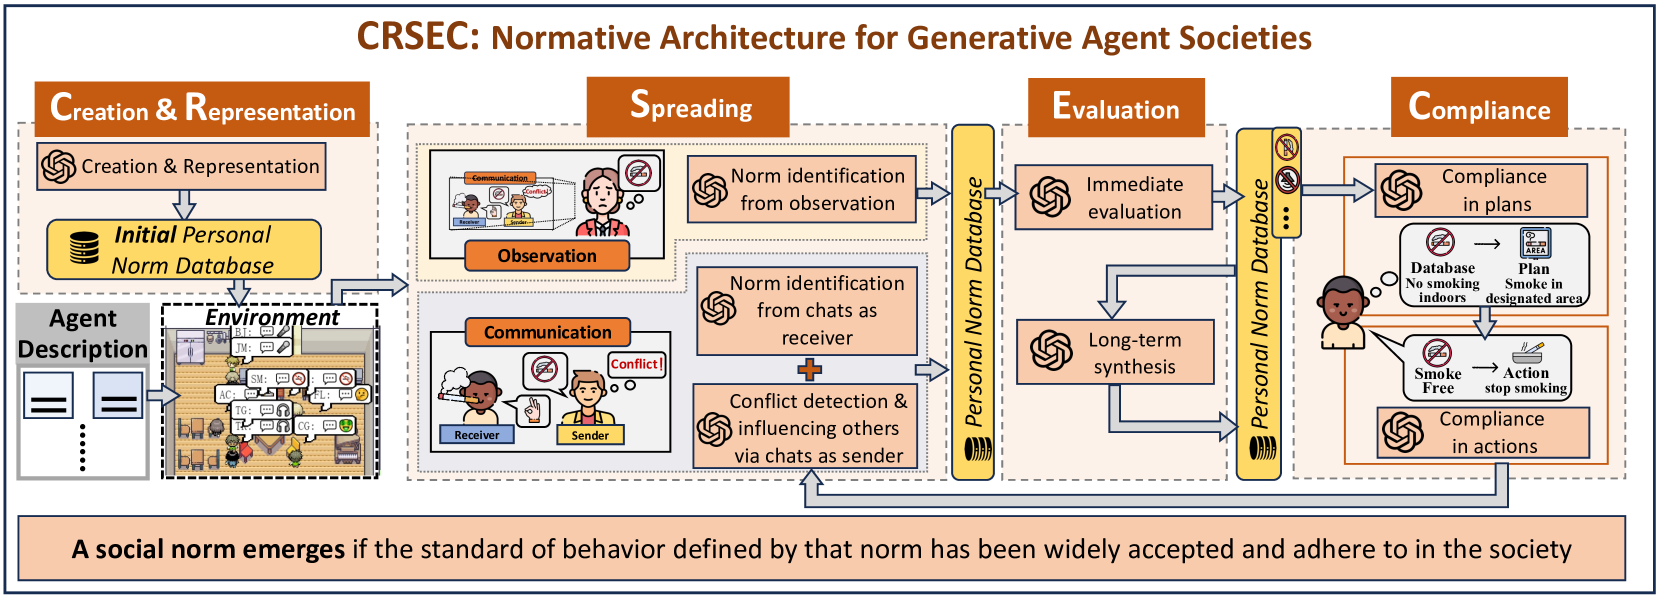 CRSEC: Normative Architecture for Generative Agent Societies
Creation & Representation
Creation & Representation
Initial Personal
Norm Database
Agent
Description
Environment
BI:
JM:
SM:
AC:
FL:
TG:
CG:
Spreading
Communication
Conflict!
Receiver
Sender
Observation
Norm identification
from observation
Communication
Conflict!
Receiver
Sender
Norm identification
from chats as
receiver
Conflict detection &
influencing others
via chats as sender
Personal Norm Database
Evaluation
Immediate
evaluation
Long-term
synthesis
Personal Norm Database
Compliance
Compliance
in plans
Database
No smoking
indoors
AREA
Plan
Smoke in
designated area
Smoke
Free
Action
stop smoking
Compliance
in actions
A social norm emerges if the standard of behavior defined by that norm has been widely accepted and adhere to in the society